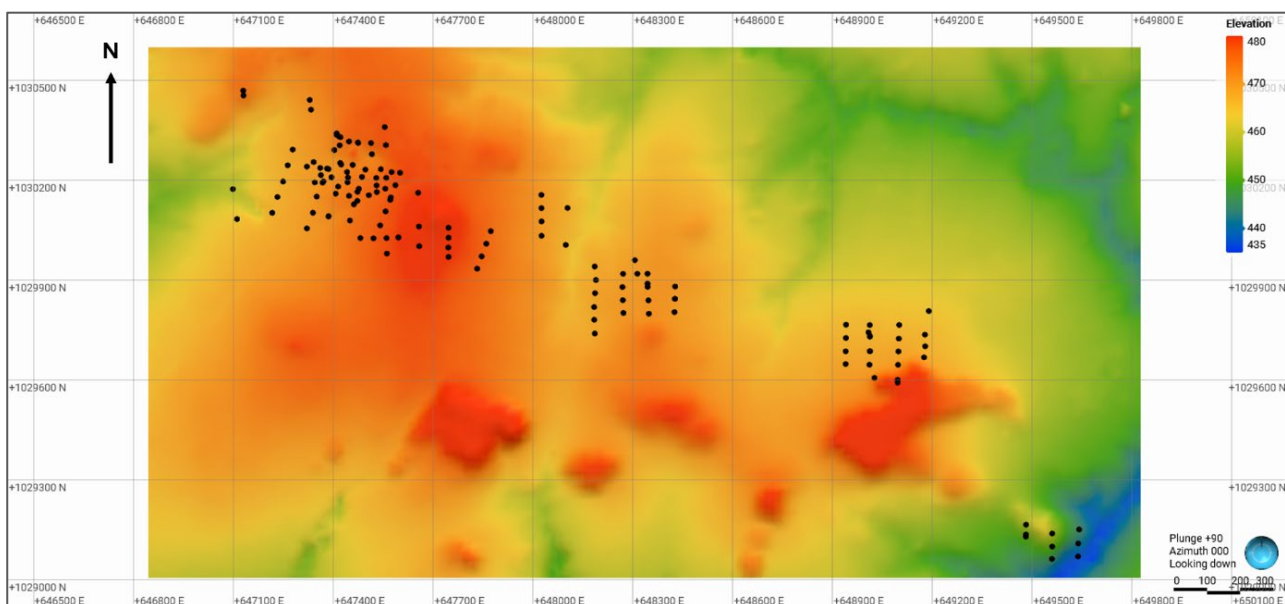 +646500 E +646800 E +647100 E +647400 E +647700 E +648000 E +648300 E +648600 E +648900 E +649200 E +649500 E +649800 E
Elevation
480
470
460
450
440
435
N
+1030500 N
+1030200 N
+1029900 N +1029900 N
+1029600 N +1029600 N
+1029300 N +1029300 N
+1029000 N
Plunge +90
Azimuth 000
Looking down
0 100 200 300
+646500 E +646800 E +647100 E +647400 E +647700 E +648000 E +648300 E +648600 E +648900 E +649200 E +649500 E +649800 E +650100 E